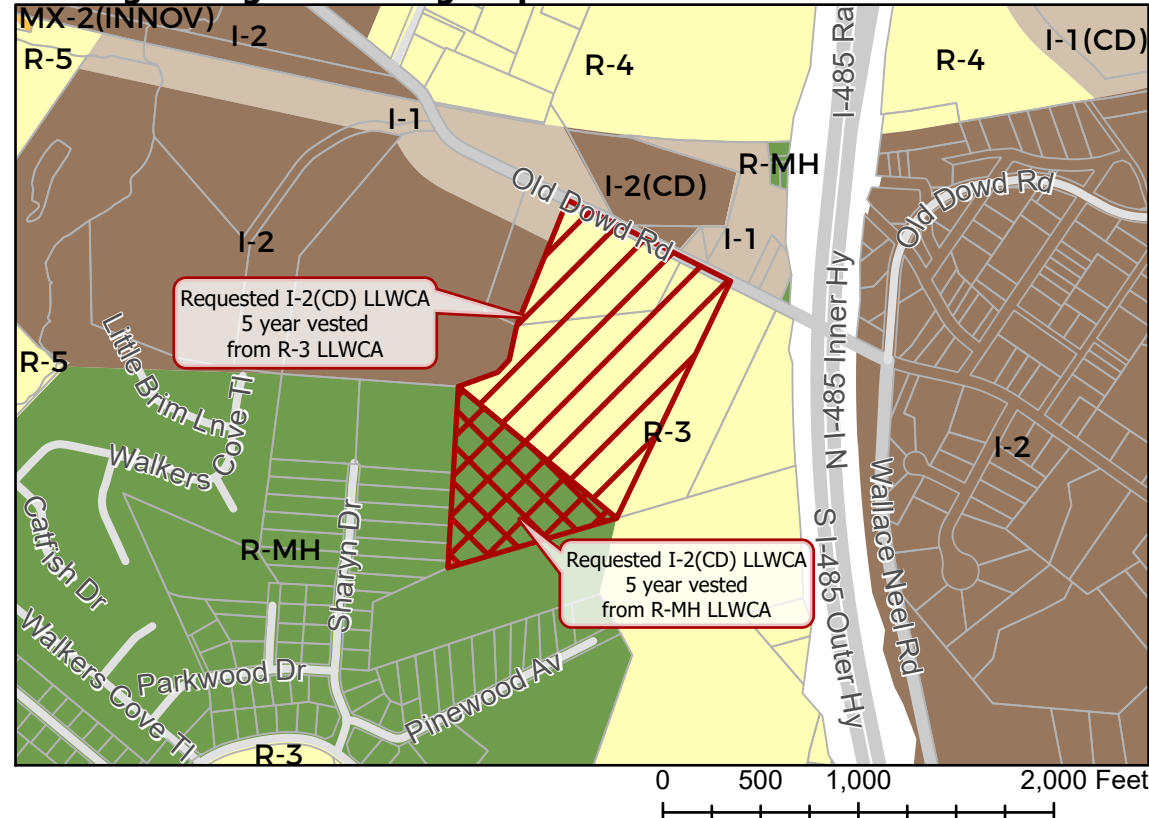 MX-2(INNOV)
I-2
R-5
R-4
I-485 Ra
R-4
I-1(CD)
I-1
R-MH
Old Dowd Rd
I-2(CD)
Old Dowd Rd
I-2
I-1
Requested I-2(CD) LLWCA
5 year vested
from R-3 LLWCA
N I-485 Inner Hy
Little Brim Ln
R-5
Walkers Cove Tl
R-3
I-2
Catfish Dr
Sharyn Dr
R-MH
Wallace Neel Rd
S I-485 Outer Hy
Requested I-2(CD) LLWCA
5 year vested
from R-MH LLWCA
Walkers Cove Tl
Parkwood Dr
Pinewood Av
R-3
0 500 1,000 2,000 Feet